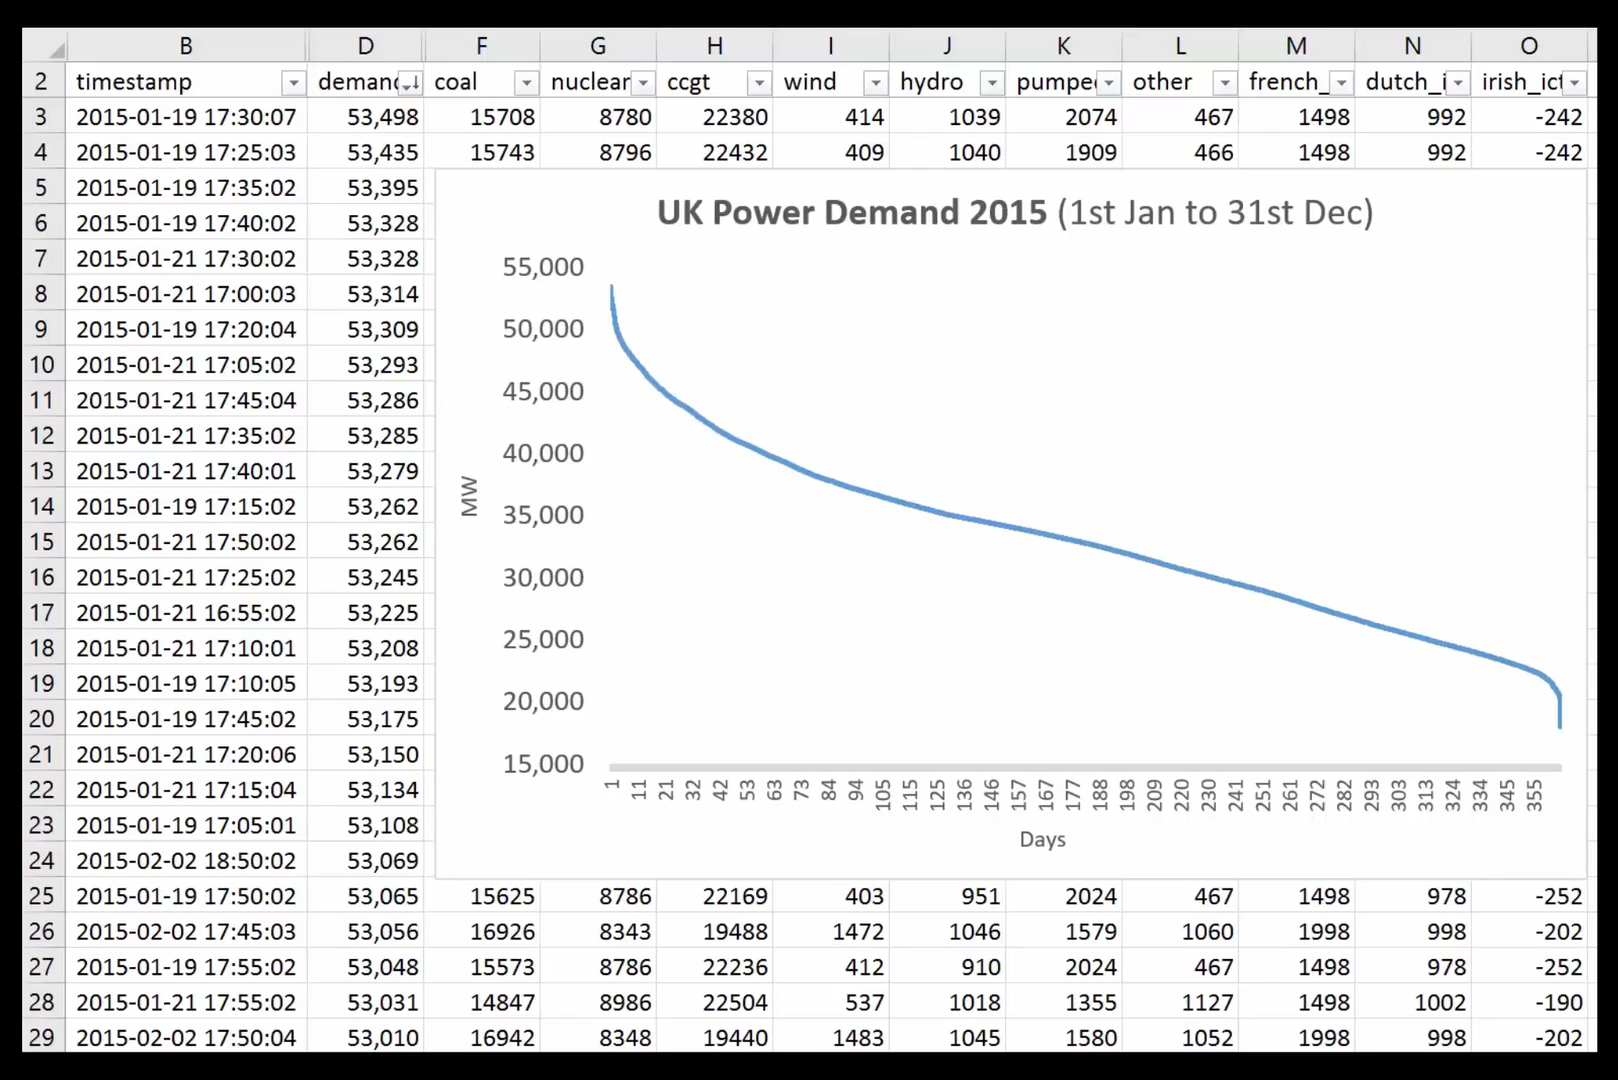 B D F G H I J K L M N O
2 timestamp demand coal nuclear ccgt wind hydro pumpe other french_ dutch_i irish_ict
3 2015-01-19 17:30:07 53,498 15708 8780 22380 414 1039 2074 467 1498 992 -242
4 2015-01-19 17:25:03 53,435 15743 8796 22432 409 1040 1909 466 1498 992 -242
5 2015-01-19 17:35:02 53,395
6 2015-01-19 17:40:02 53,328
7 2015-01-21 17:30:02 53,328
8 2015-01-21 17:00:03 53,314
9 2015-01-19 17:20:04 53,309
10 2015-01-21 17:05:02 53,293
11 2015-01-21 17:45:04 53,286
12 2015-01-21 17:35:02 53,285
13 2015-01-21 17:40:01 53,279
14 2015-01-19 17:15:02 53,262
15 2015-01-21 17:50:02 53,262
16 2015-01-21 17:25:02 53,245
17 2015-01-21 16:55:02 53,225
18 2015-01-21 17:10:01 53,208
19 2015-01-19 17:10:05 53,193
20 2015-01-19 17:45:02 53,175
21 2015-01-21 17:20:06 53,150
22 2015-01-21 17:15:04 53,134
23 2015-01-19 17:05:01 53,108
24 2015-02-02 18:50:02 53,069
UK Power Demand 2015 (1st Jan to 31st Dec)
55,000
50,000
45,000
40,000
35,000
30,000
25,000
20,000
15,000
MW
1 11 21 32 42 53 63 73 84 94 105 115 125 136 146 157 167 177 188 198 209 220 230 241 251 261 272 282 293 303 313 324 334 345 355
Days
25 2015-01-19 17:50:02 53,065 15625 8786 22169 403 951 2024 467 1498 978 -252
26 2015-02-02 17:45:03 53,056 16926 8343 19488 1472 1046 1579 1060 1998 998 -202
27 2015-01-19 17:55:02 53,048 15573 8786 22236 412 910 2024 467 1498 978 -252
28 2015-01-21 17:55:02 53,031 14847 8986 22504 537 1018 1355 1127 1498 1002 -190
29 2015-02-02 17:50:04 53,010 16942 8348 19440 1483 1045 1580 1052 1998 998 -202